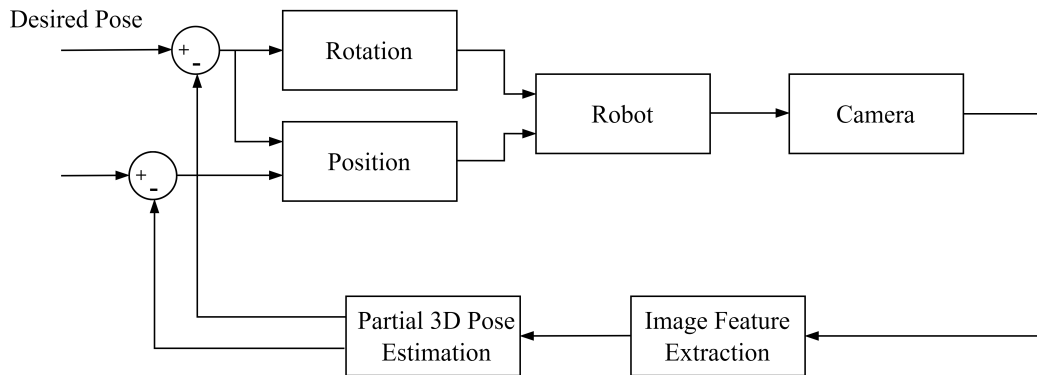 Desired Pose
+
-
Rotation
Robot
Camera
Position
+
-
Partial 3D Pose
Estimation
Image Feature
Extraction